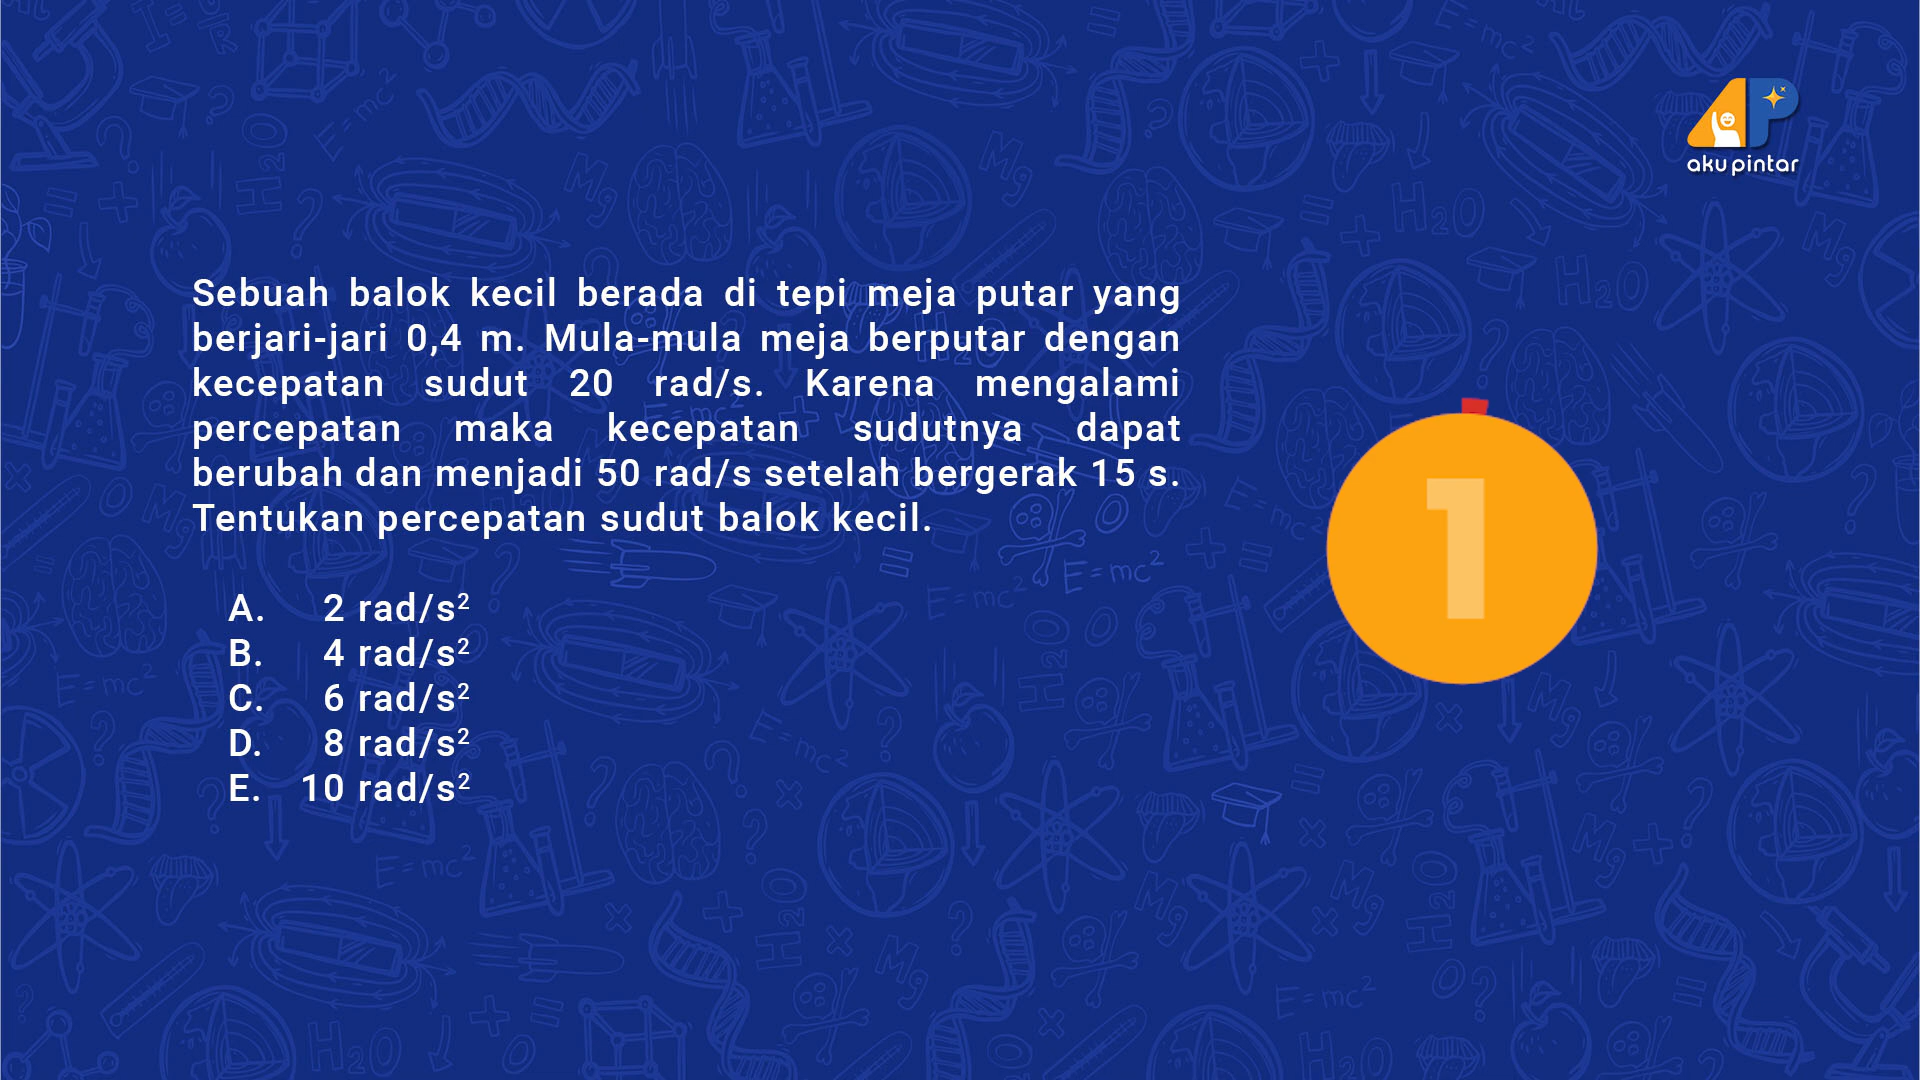 aku pintar
Sebuah balok kecil berada di tepi meja putar yang
berjari-jari 0,4 m. Mula-mula meja berputar dengan
kecepatan sudut 20 rad/s. Karena mengalami
percepatan maka kecepatan sudutnya dapat
berubah dan menjadi 50 rad/s setelah bergerak 15 s.
Tentukan percepatan sudut balok kecil.
A. 2 rad/s²
B. 4 rad/s²
C. 6 rad/s²
D. 8 rad/s²
E. 10 rad/s²
1